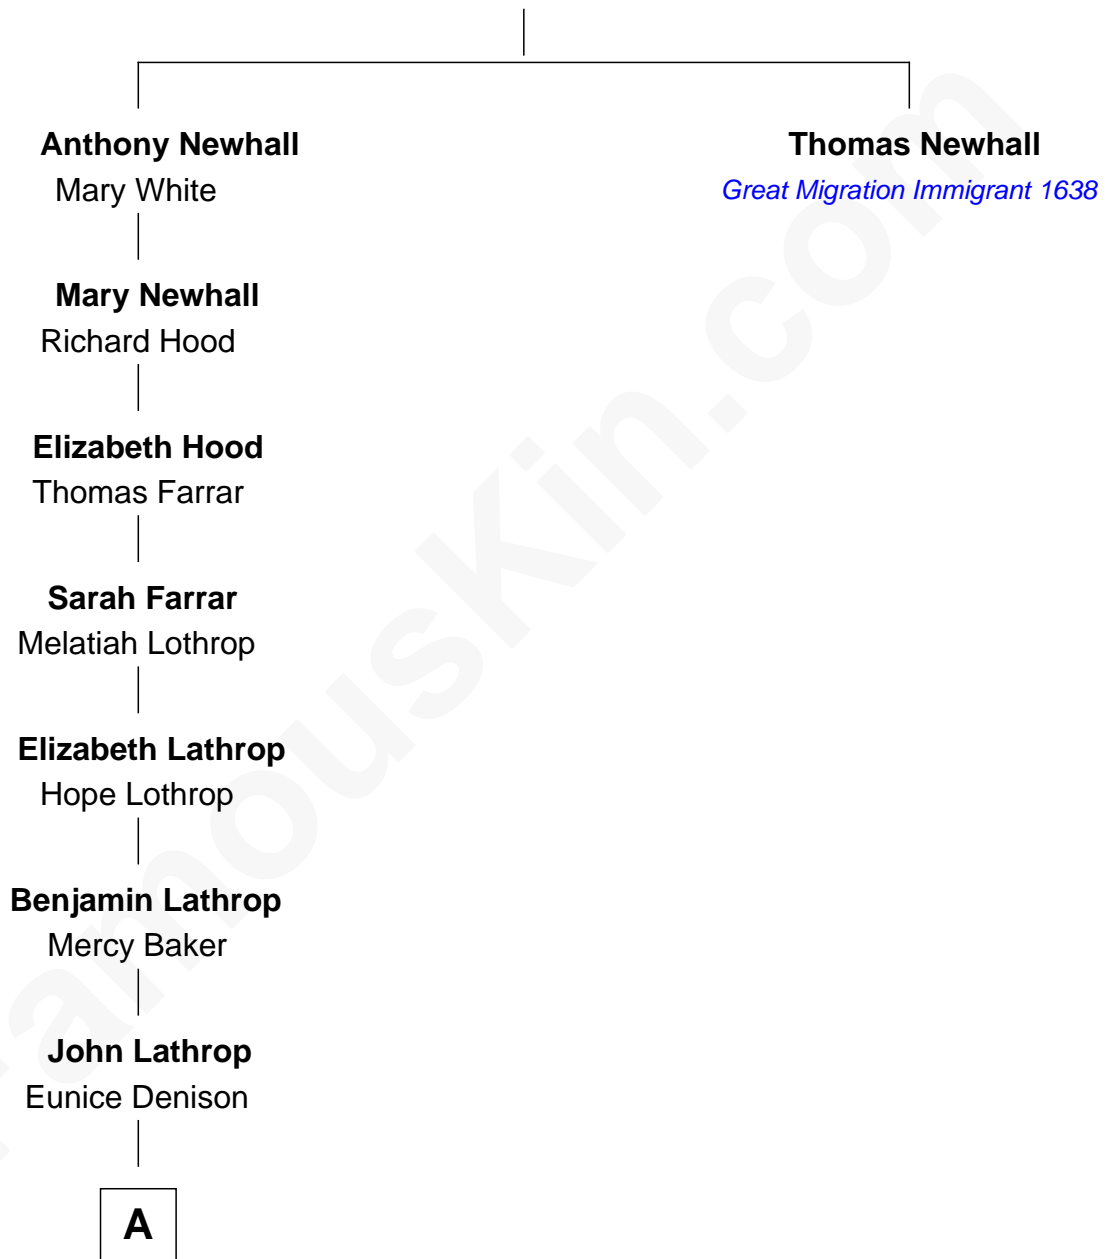 Anthony Newhall
Mary White
Thomas Newhall
Great Migration Immigrant 1638
Mary Newhall
Richard Hood
Elizabeth Hood
Thomas Farrar
Sarah Farrar
Melatiah Lothrop
Elizabeth Lathrop
Hope Lothrop
Benjamin Lathrop
Mercy Baker
John Lathrop
Eunice Denison
A
FamousKin.com